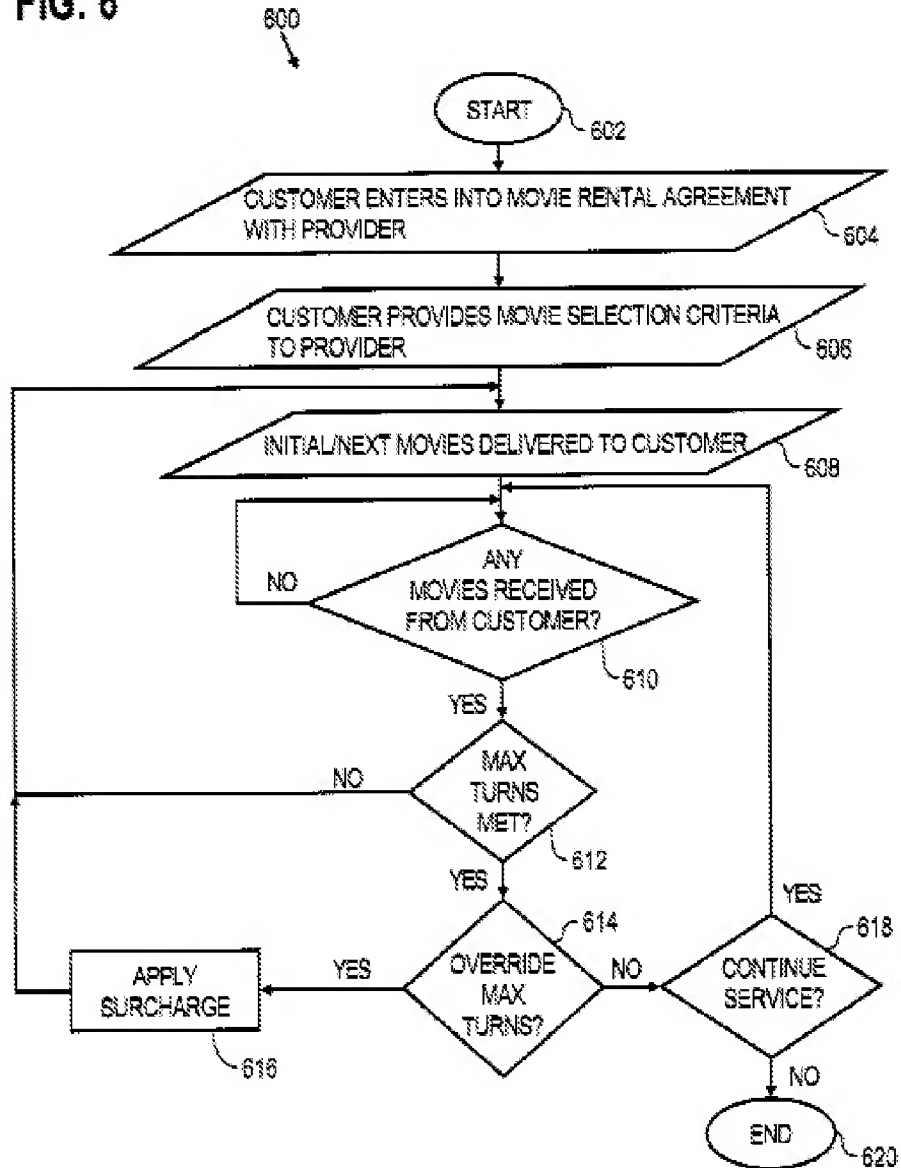 FIG. 6
600
START
602
CUSTOMER ENTERS INTO MOVIE RENTAL AGREEMENT
WITH PROVIDER
604
CUSTOMER PROVIDES MOVIE SELECTION CRITERIA
TO PROVIDER
606
INITIAL/NEXT MOVIES DELIVERED TO CUSTOMER
608
ANY
MOVIES RECEIVED
FROM CUSTOMER?
NO
610
YES
MAX
TURNS
MET?
NO
612
YES
614
OVERRIDE
MAX
TURNS?
YES
NO
APPLY
SURCHARGE
616
YES
618
CONTINUE
SERVICE?
NO
END
620